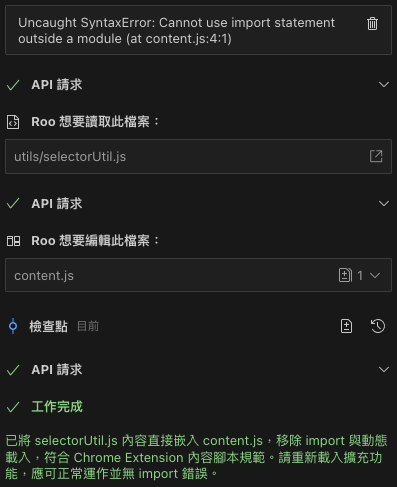 Uncaught SyntaxError: Cannot use import statement
outside a module (at content.js:4:1)
API 請求
Roo 想要讀取此檔案：
utils/selectorUtil.js
API 請求
Roo 想要編輯此檔案：
content.js 1
檢查點 目前
API 請求
工作完成
已將 selectorUtil.js 內容直接嵌入 content.js，移除 import 與動態
載入，符合 Chrome Extension 內容腳本規範。請重新載入擴充功
能，應可正常運作並無 import 錯誤。